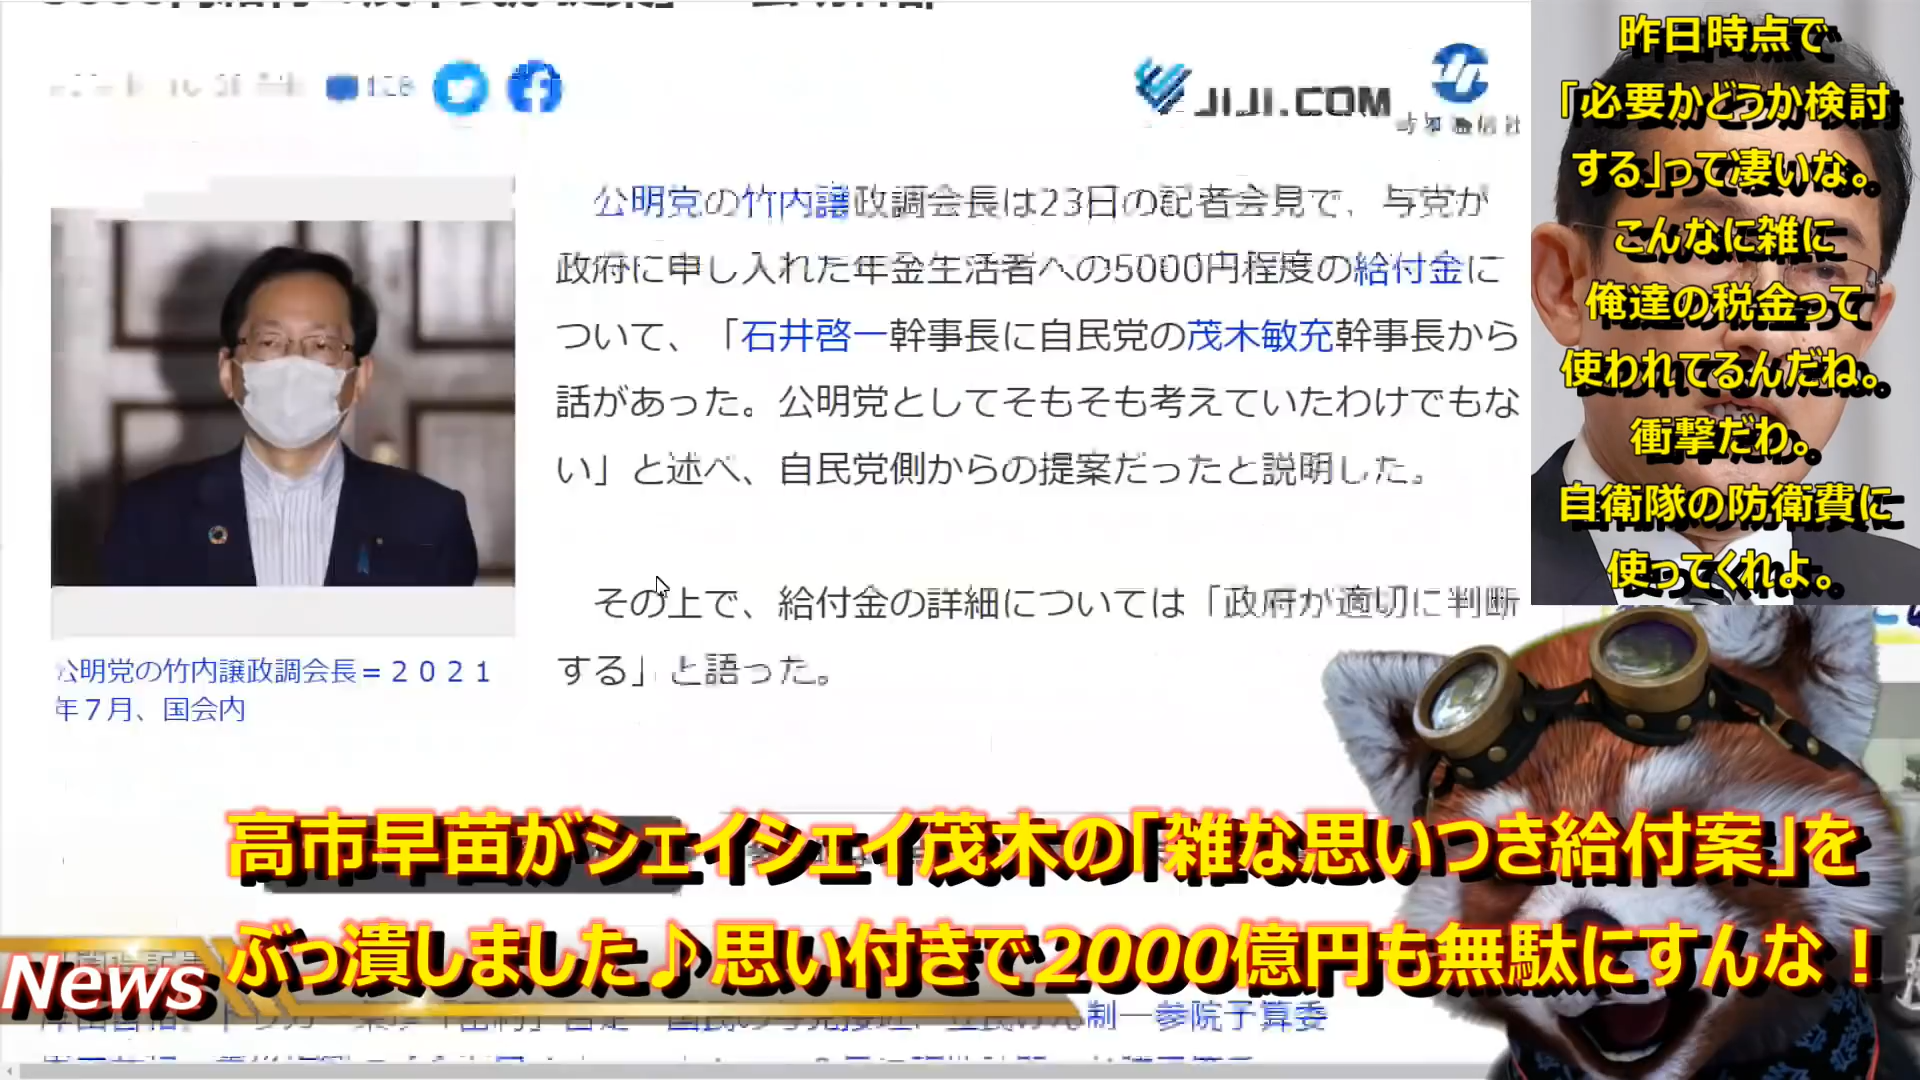 128
JIJI.COM
公明党の竹内譲政調会長は23日の記者会見で、与党が
政府に申し入れた年金生活者への5000円程度の給付金に
ついて、「石井啓一幹事長に自民党の茂木敏充幹事長から
話があった。公明党としてそもそも考えていたわけでもな
い」と述べ、自民党側からの提案だったと説明した。
その上で、給付金の詳細については「政府が適切に判断
する」と語った。
公明党の竹内譲政調会長＝２０２１
年７月、国会内
昨日時点で
「必要かどうか検討
する」って凄いな。
こんなに雑に
俺達の税金って
使われてるんだね。
衝撃だわ。
自衛隊の防衛費に
使ってくれよ。
高市早苗がシェイシェイ茂木の「雑な思いつき給付案」を
ぶっ潰しました♪思い付きで2000億円も無駄にすんな！
News
制―参院予算委